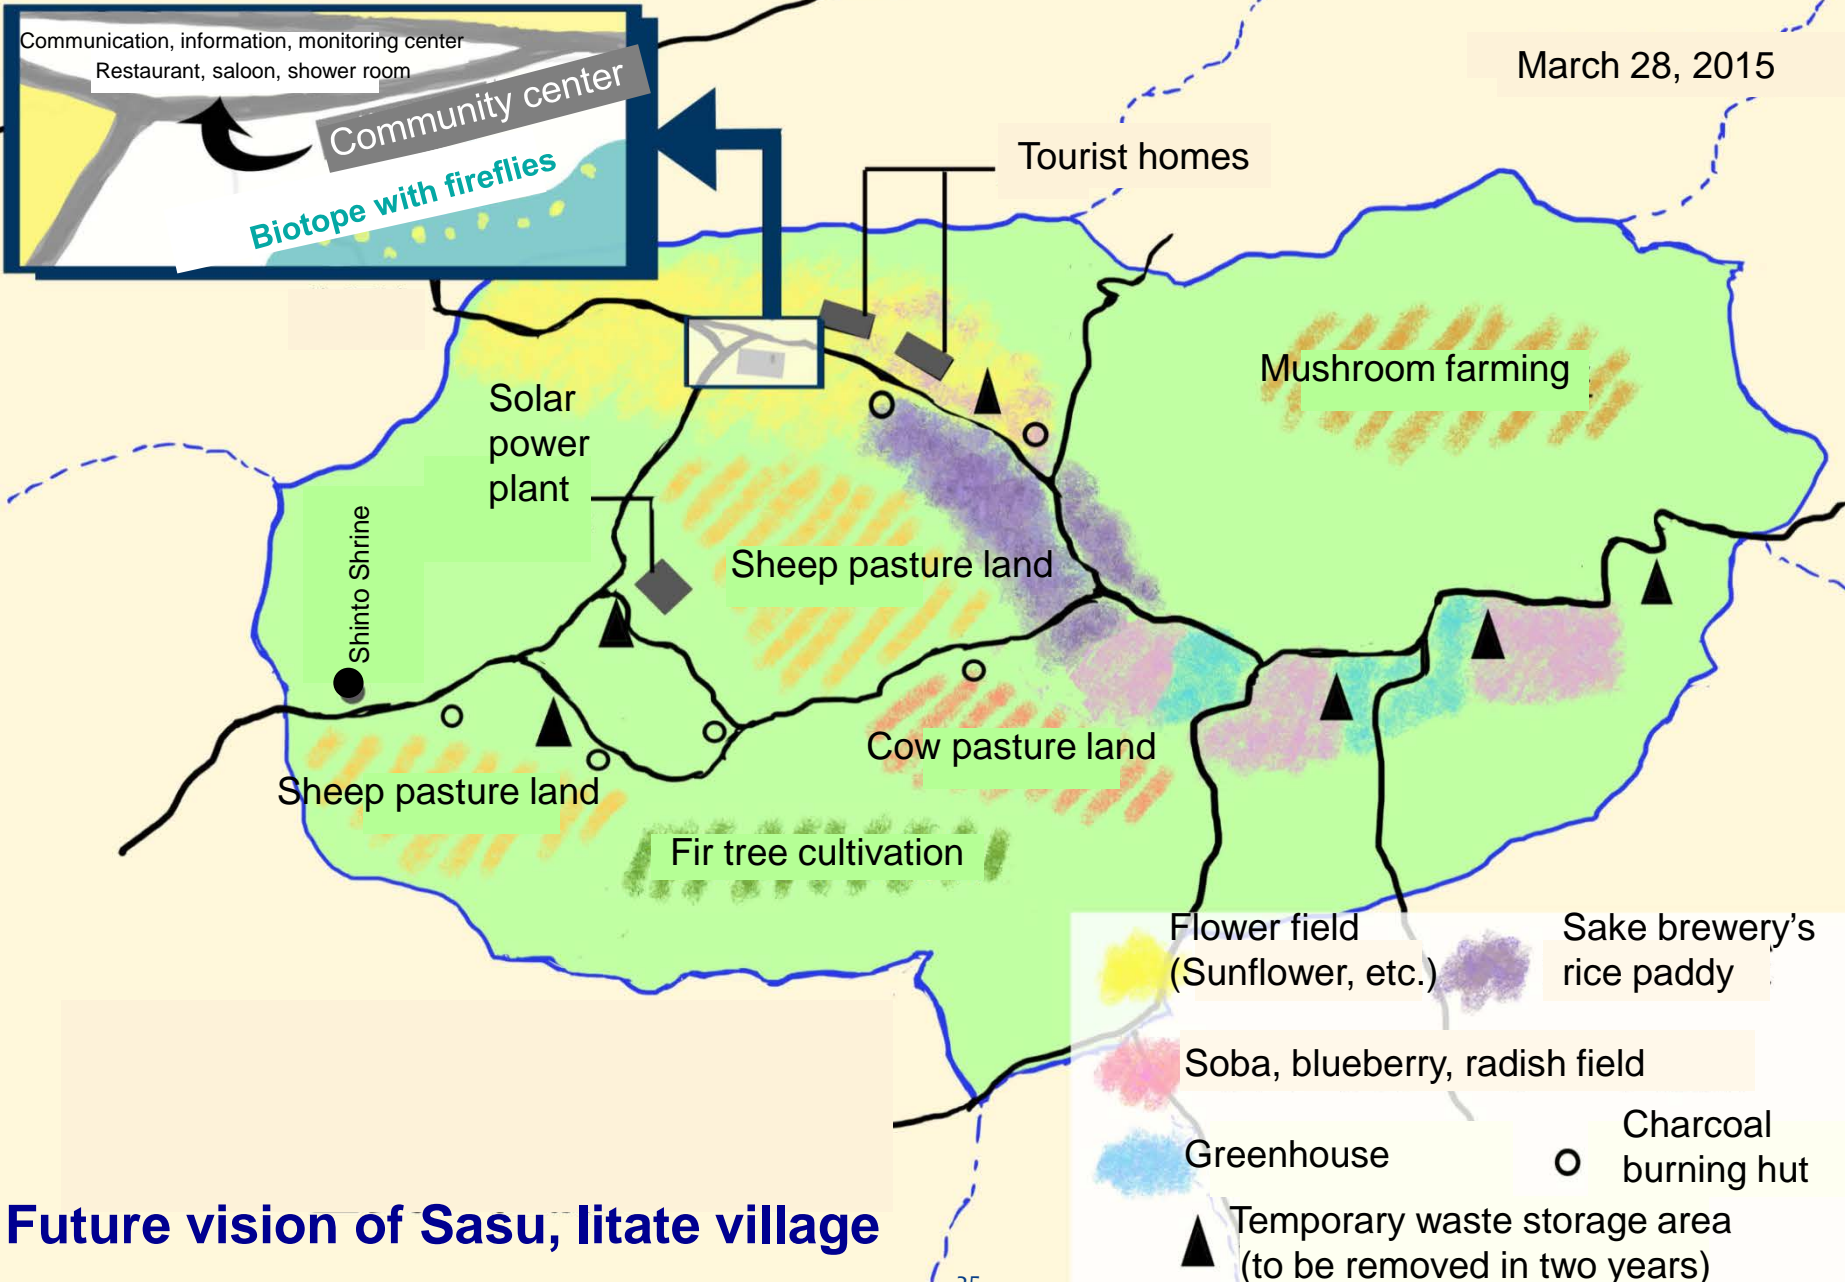 Communication, information, monitoring center
Restaurant, saloon, shower room
Community center
Biotope with fireflies
March 28, 2015
Tourist homes
Mushroom farming
Solar
power
plant
Shinto Shrine
Sheep pasture land
Cow pasture land
Sheep pasture land
Fir tree cultivation
Flower field
(Sunflower, etc.)
Sake brewery’s
rice paddy
Soba, blueberry, radish field
Greenhouse
Charcoal
burning hut
Temporary waste storage area
(to be removed in two years)
Future vision of Sasu, Iitate village